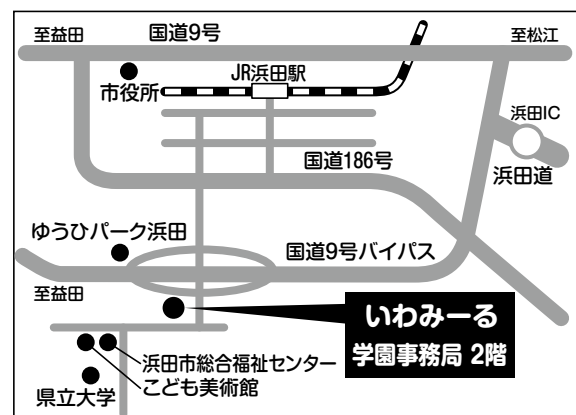 至益田
国道9号
至松江
JR浜田駅
市役所
浜田IC
浜田道
国道186号
ゆうひパーク浜田
国道9号バイパス
至益田
いわみーる
学園事務局 2階
浜田市総合福祉センター
こども美術館
県立大学